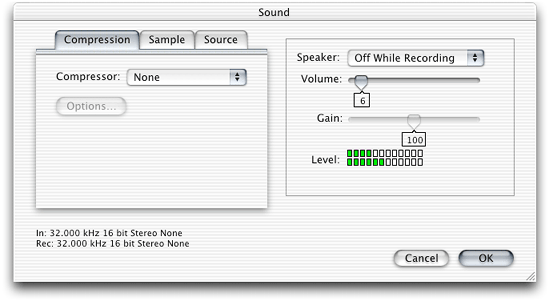 Sound
Compression Sample Source
Compressor: None
Options...
Speaker: Off While Recording
Volume:
6
Gain:
100
Level:
In: 32.000 kHz 16 bit Stereo None
Rec: 32.000 kHz 16 bit Stereo None
Cancel OK